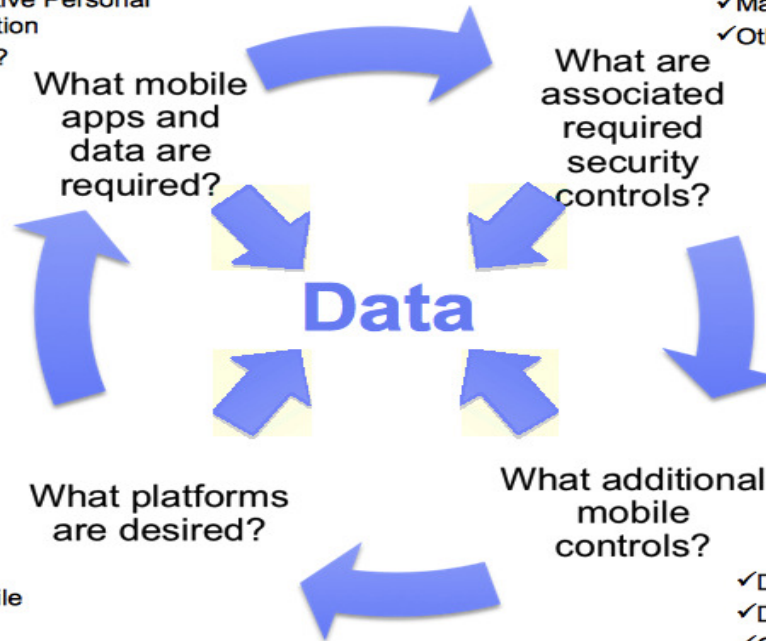 Personal
?
What mobile
apps and
data are
required?
What are
associated
required
security
controls?
Data
What platforms
are desired?
What additional
mobile
controls?